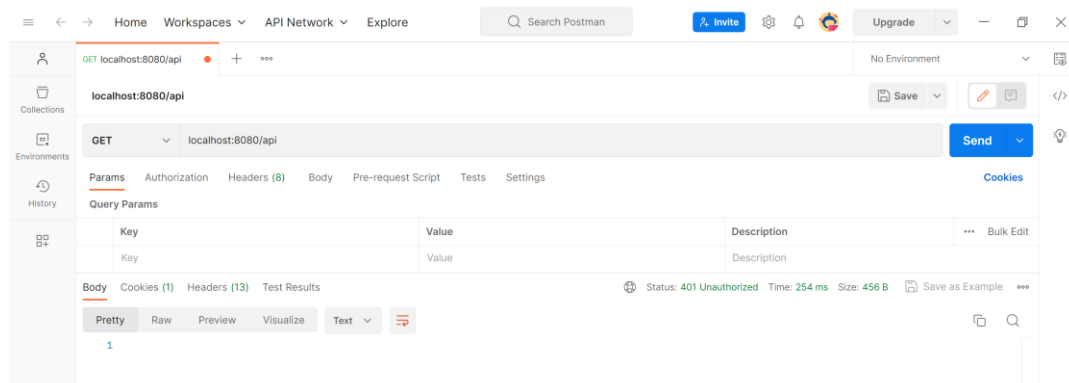 Home Workspaces API Network Explore Search Postman Invite Upgrade
GET localhost:8080/api No Environment
localhost:8080/api Save
Collections
GET localhost:8080/api Send
Environments
Params Authorization Headers (8) Body Pre-request Script Tests Settings Cookies
History
Query Params
Key Value Description Bulk Edit
Key Value Description
Body Cookies (1) Headers (13) Test Results Status: 401 Unauthorized Time: 254 ms Size: 456 B Save as Example
Pretty Raw Preview Visualize Text
1